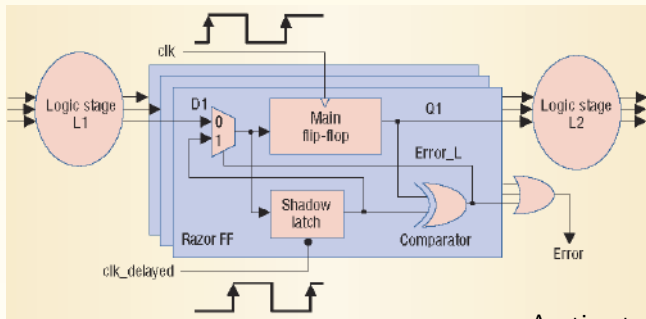 clk
Logic stage
L1
D1
0
1
Main
flip-flop
Q1
Logic stage
L2
Error_L
Shadow
latch
Razor FF
Comparator
Error
clk_delayed